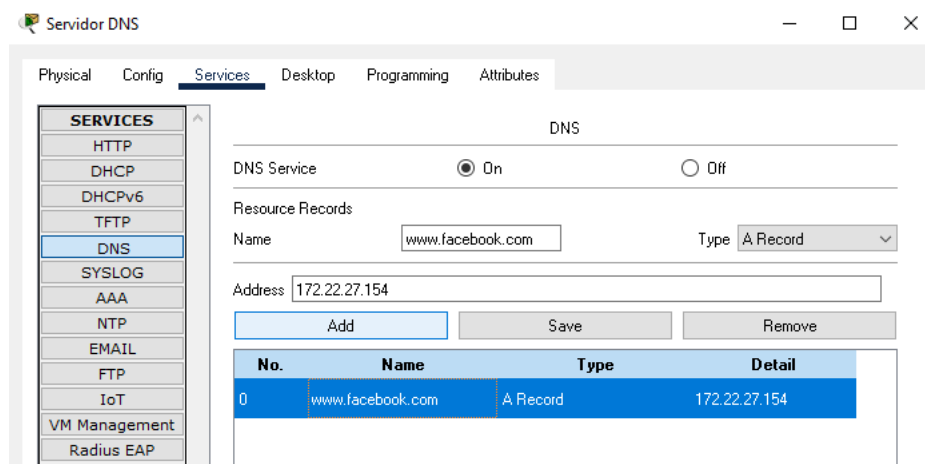 Servidor DNS
Physical Config Services Desktop Programming Attributes
SERVICES
HTTP
DHCP
DHCPv6
TFTP
DNS
SYSLOG
AAA
NTP
EMAIL
FTP
IoT
VM Management
Radius EAP
DNS
DNS Service On Off
Resource Records
Name www.facebook.com Type A Record
Address 172.22.27.154
Add Save Remove
No. Name Type Detail
0 www.facebook.com A Record 172.22.27.154